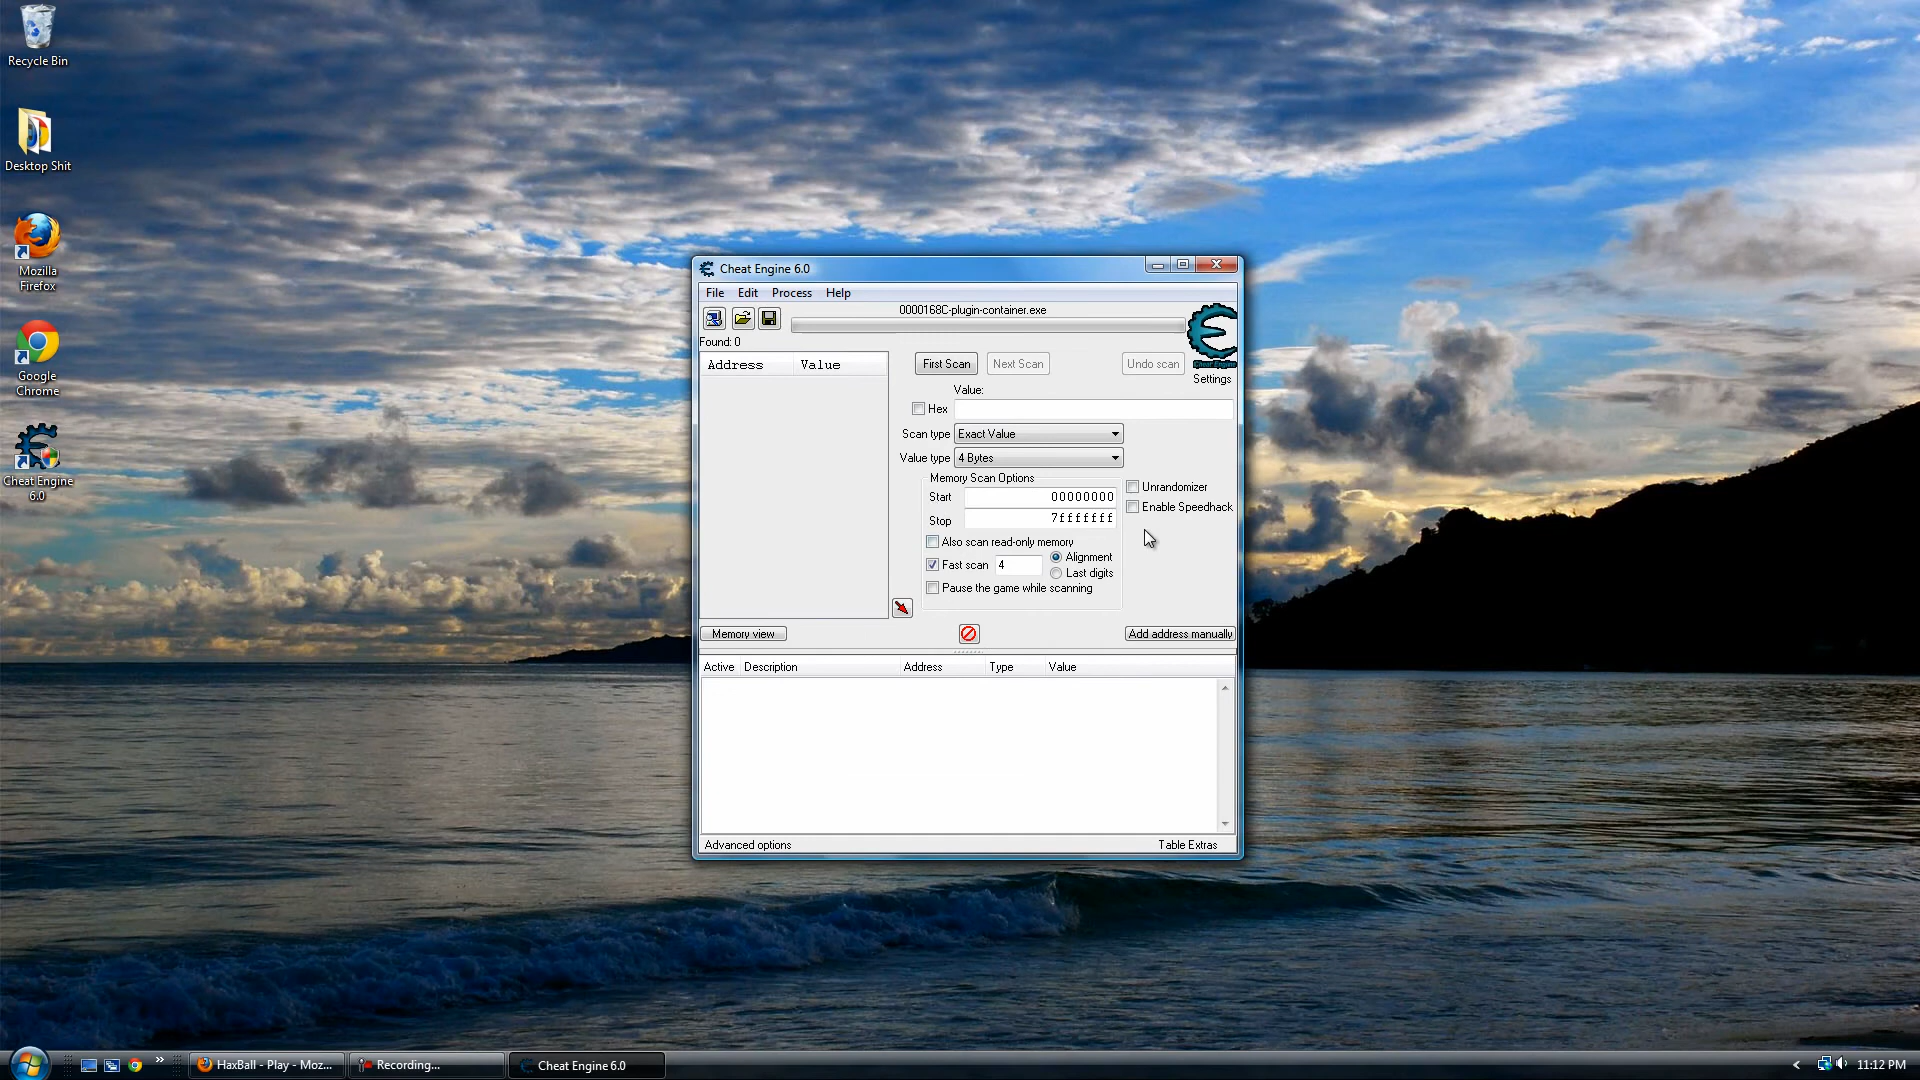 Recycle Bin
Desktop Shit
Mozilla
Firefox
Google
Chrome
Cheat Engine
6.0
Cheat Engine 6.0
File Edit Process Help
0000168C-plugin-container.exe
Found: 0
Address Value
First Scan Next Scan Undo scan
Cheat Engine
Settings
Value:
Hex
Scan type Exact Value
Value type 4 Bytes
Memory Scan Options
Start 00000000
Stop 7fffffff
Unrandomizer
Enable Speedhack
Also scan read-only memory
Fast scan 4 Alignment
Last digits
Pause the game while scanning
Memory view Add address manually
Active Description Address Type Value
Advanced options Table Extras
HaxBall - Play - Moz... Recording... Cheat Engine 6.0 11:12 PM